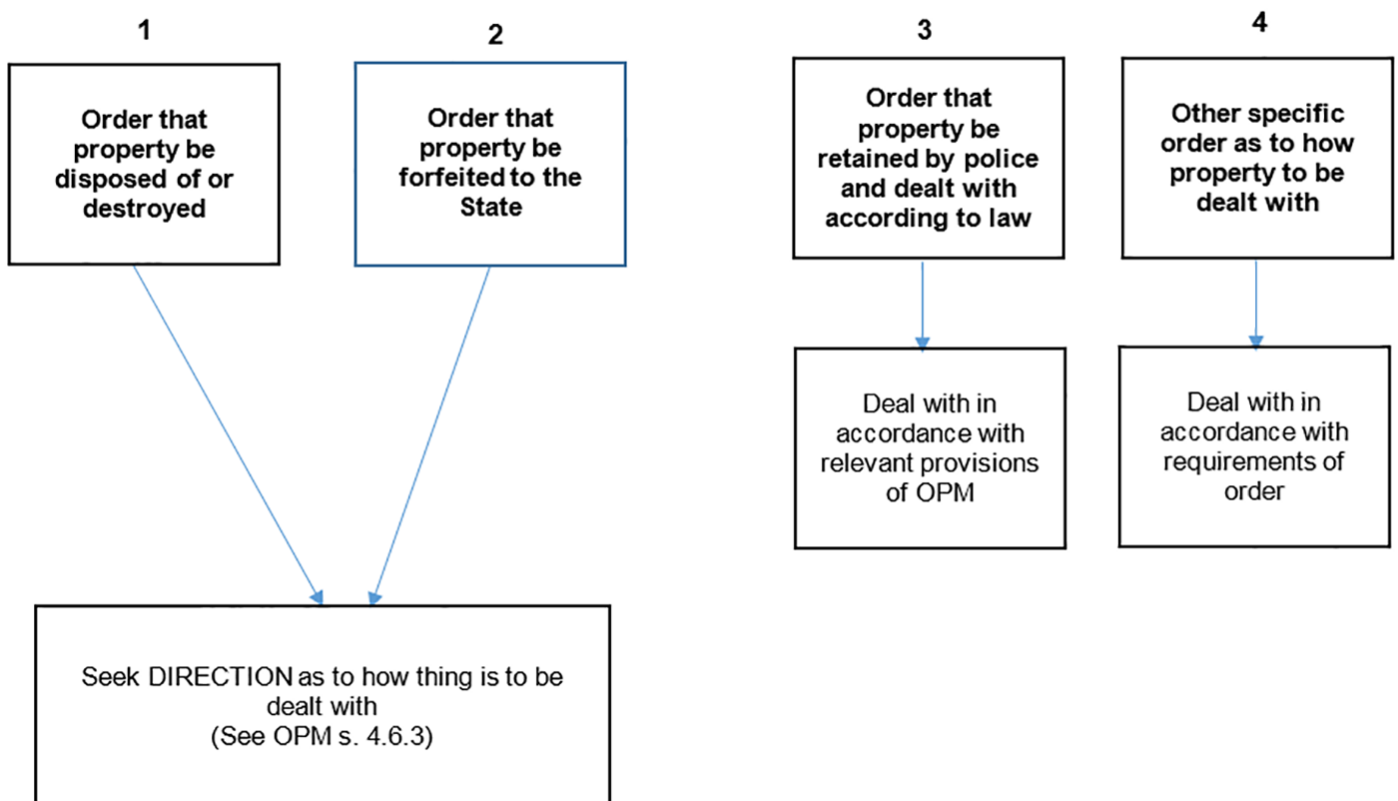 1
Order that
property be
disposed of or
destroyed
2
Order that
property be
forfeited to the
State
3
Order that
property be
retained by police
and dealt with
according to law
4
Other specific
order as to how
property to be
dealt with
Deal with in
accordance with
relevant provisions
of OPM
Deal with in
accordance with
requirements of
order
Seek DIRECTION as to how thing is to be
dealt with
(See OPM s. 4.6.3)